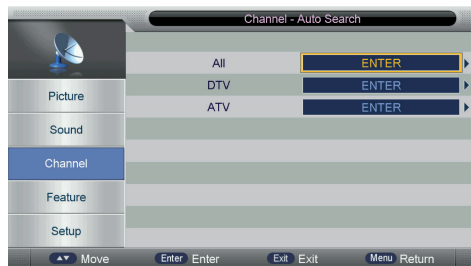 Channel - Auto Search
All ENTER
DTV ENTER
ATV ENTER
Picture
Sound
Channel
Feature
Setup
▲▼ Move Enter Enter Exit Exit Menu Return